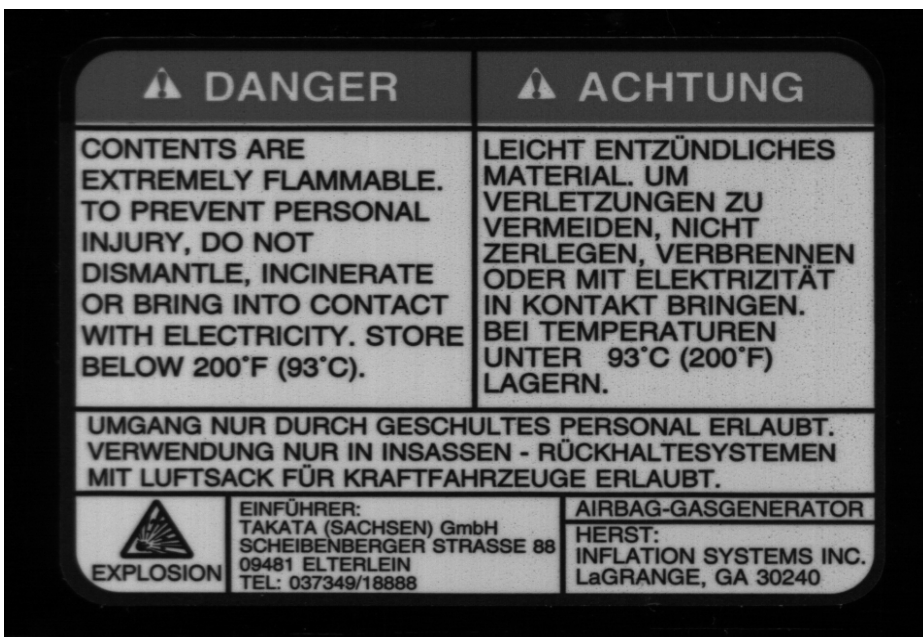 DANGER
CONTENTS ARE
EXTREMELY FLAMMABLE.
TO PREVENT PERSONAL
INJURY, DO NOT
DISMANTLE, INCINERATE
OR BRING INTO CONTACT
WITH ELECTRICITY. STORE
BELOW 200°F (93°C).
ACHTUNG
LEICHT ENTZÜNDLICHES
MATERIAL. UM
VERLETZUNGEN ZU
VERMEIDEN, NICHT
ZERLEGEN, VERBRENNEN
ODER MIT ELEKTRIZITÄT
IN KONTAKT BRINGEN.
BEI TEMPERATUREN
UNTER 93°C (200°F)
LAGERN.
UMGANG NUR DURCH GESCHULTES PERSONAL ERLAUBT.
VERWENDUNG NUR IN INSASSEN - RÜCKHALTESYSTEMEN
MIT LUFTSACK FÜR KRAFTFAHRZEUGE ERLAUBT.
EXPLOSION
EINFÜHRER:
TAKATA (SACHSEN) GmbH
SCHEIBENBERGER STRASSE 88
09481 ELTERLEIN
TEL: 037349/18888
AIRBAG-GASGENERATOR
HERST:
INFLATION SYSTEMS INC.
LaGRANGE, GA 30240